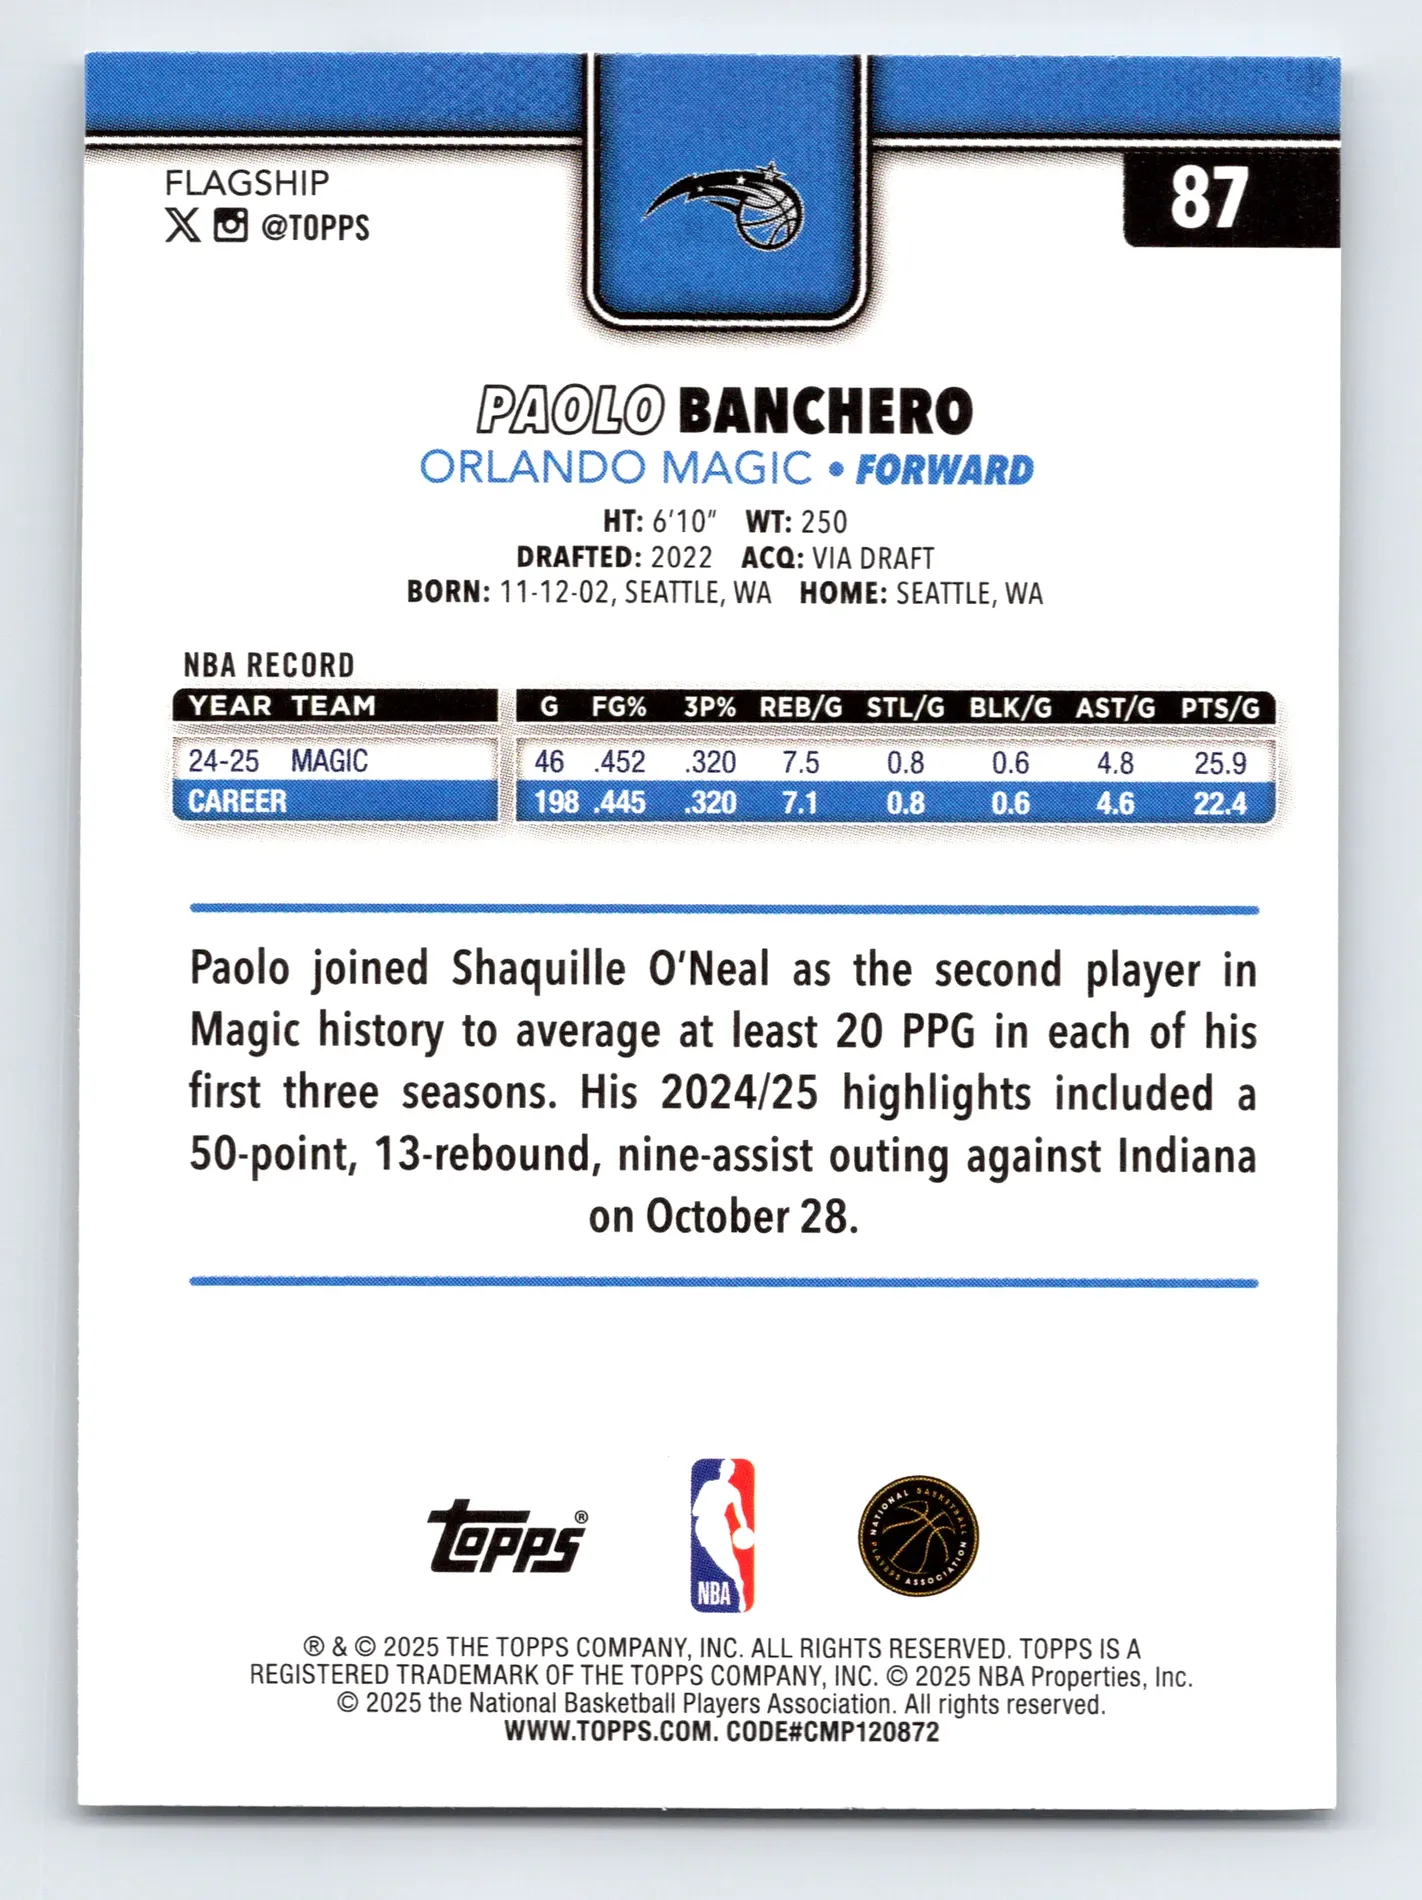 FLAGSHIP
@TOPPS
87
PAOLO BANCHERO
ORLANDO MAGIC • FORWARD
HT: 6'10" WT: 250
DRAFTED: 2022 ACQ: VIA DRAFT
BORN: 11-12-02, SEATTLE, WA HOME: SEATTLE, WA
NBA RECORD
YEAR TEAM G FG% 3P% REB/G STL/G BLK/G AST/G PTS/G
24-25 MAGIC 46 .452 .320 7.5 0.8 0.6 4.8 25.9
CAREER 198 .445 .320 7.1 0.8 0.6 4.6 22.4
Paolo joined Shaquille O'Neal as the second player in
Magic history to average at least 20 PPG in each of his
first three seasons. His 2024/25 highlights included a
50-point, 13-rebound, nine-assist outing against Indiana
on October 28.
topps®
NBA
NATIONAL BASKETBALL PLAYERS ASSOCIATION
® & © 2025 THE TOPPS COMPANY, INC. ALL RIGHTS RESERVED. TOPPS IS A
REGISTERED TRADEMARK OF THE TOPPS COMPANY, INC. © 2025 NBA Properties, Inc.
© 2025 the National Basketball Players Association. All rights reserved.
WWW.TOPPS.COM. CODE#CMP120872